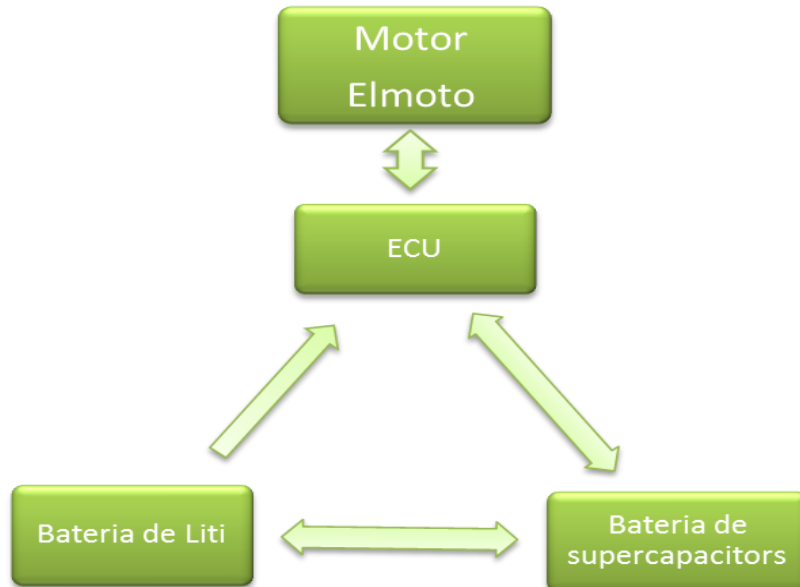 Motor
Elmoto
ECU
Bateria de Liti
Bateria de
supercapacitors